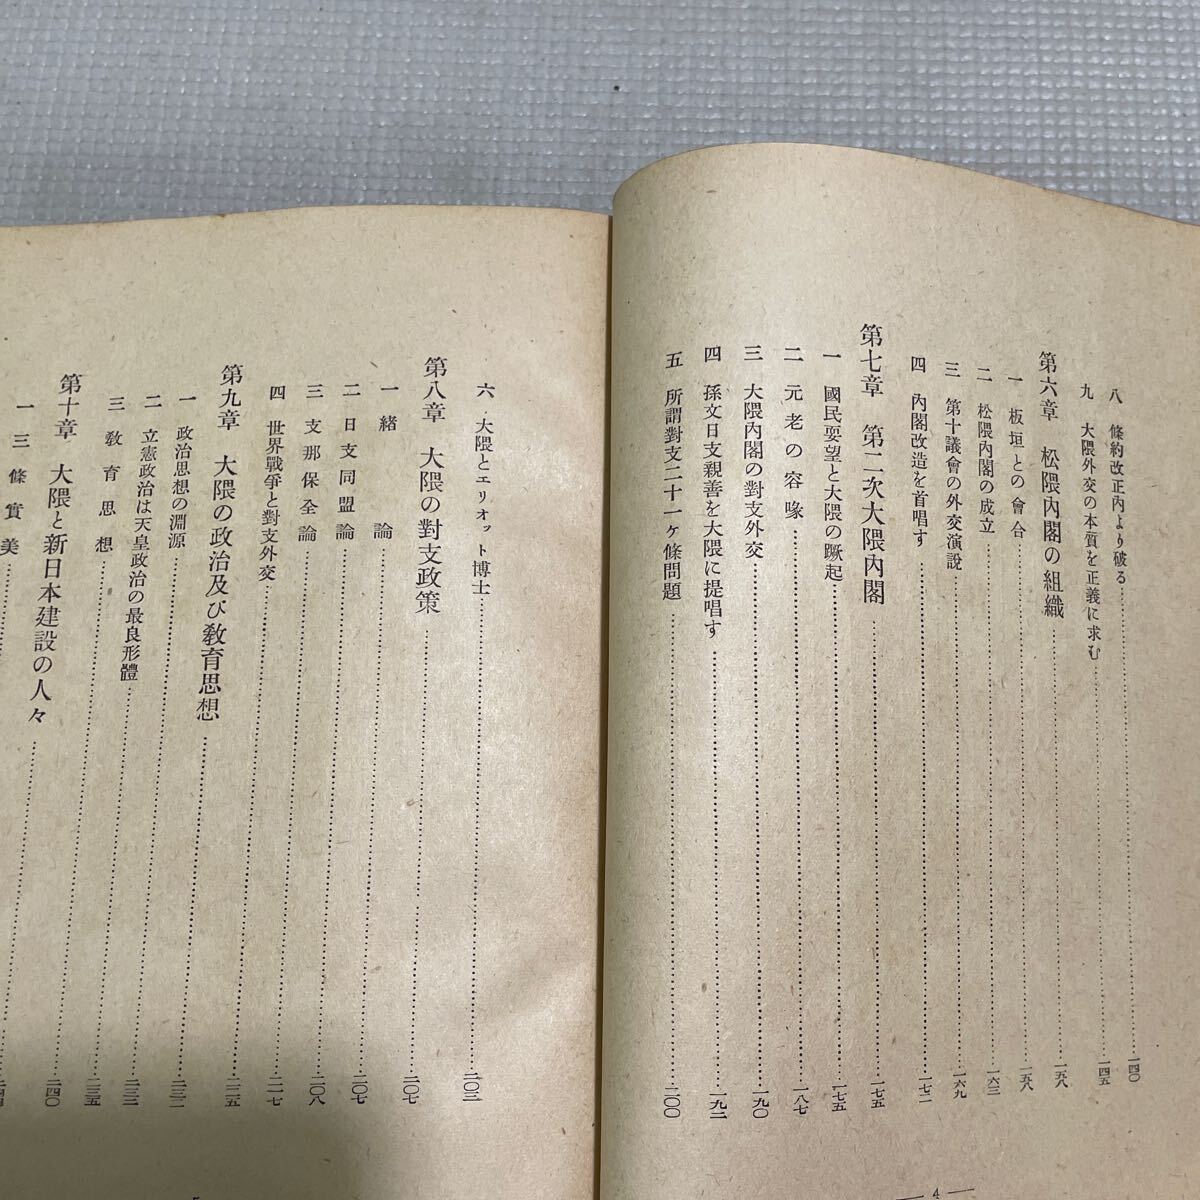 八 條約改正內より破る……一四〇
九 大隈外交の本質を正義に求む……一四五
第六章 松隈內閣の組織……一五八
一 板垣との會合……一五八
二 松隈內閣の成立……一六三
三 第十議會の外交演說……一六九
四 內閣改造を首唱す……一七二
第七章 第二次大隈內閣……一七五
一 國民耍望と大隈の蹶起……一七五
二 元老の容喙……一八七
三 大隈內閣の對支外交……一九〇
四 孫文日支親善を大隈に提唱す……一九二
五 所謂對支二十一ヶ條問題……二〇〇
— 4 —
六 大隈とエリオット博士……二〇三
第八章 大隈の對支政策……二〇七
一 緒論……二〇七
二 日支同盟論……二〇七
三 支那保全論……二〇八
四 世界戰爭と對支外交……二一七
第九章 大隈の政治及び敎育思想……二二五
一 政治思想の淵源
二 立憲政治は天皇政治の最良形體……二三二
三 敎育思想……二三五
第十章 大隈と新日本建設の人々……二四〇
一 三條實美